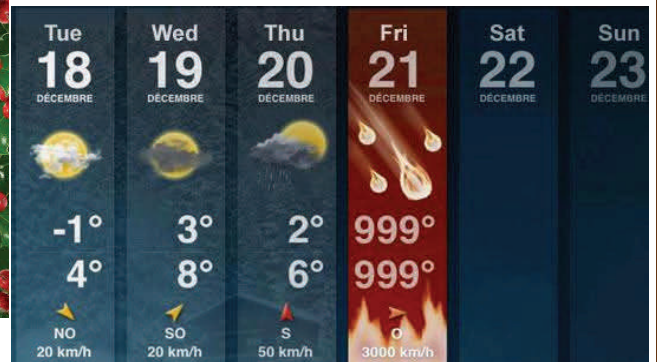 Tue Wed Thu Fri Sat Sun
18 19 20 21 22 23
DÉCEMBRE DÉCEMBRE DÉCEMBRE DÉCEMBRE DÉCEMBRE DÉCEMBRE
-1° 3° 2° 999°
4° 8° 6° 999°
NO SO S O
20 km/h 20 km/h 50 km/h 3000 km/h